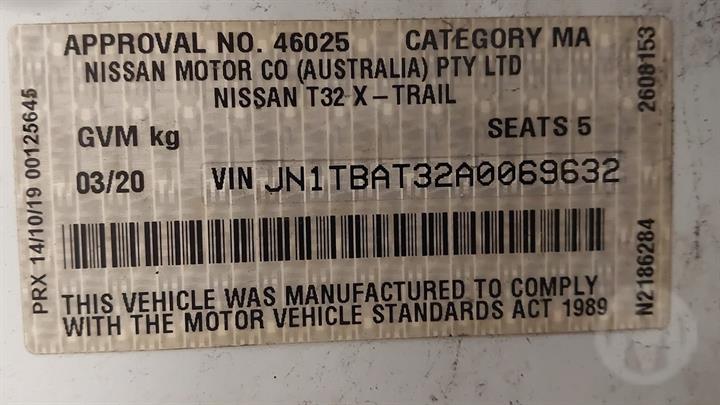 APPROVAL NO. 46025 CATEGORY MA
NISSAN MOTOR CO (AUSTRALIA) PTY LTD
NISSAN T32 X-TRAIL
GVM kg SEATS 5
03/20 VIN JN1TBAT32A0069632
THIS VEHICLE WAS MANUFACTURED TO COMPLY
WITH THE MOTOR VEHICLE STANDARDS ACT 1989
PRX 14/10/19 00125645
2608153
N2186284